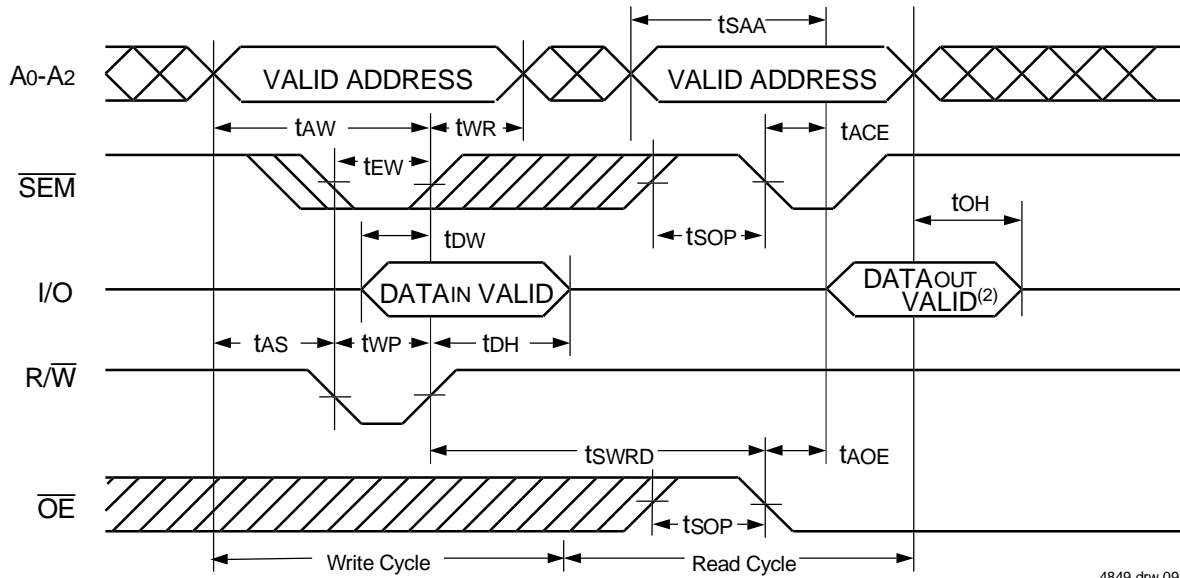 tSAA
A0-A2 VALID ADDRESS VALID ADDRESS
tAW tWR tACE
tEW
SEM
tDW tSOP tOH
I/O DATAIN VALID DATAOUT VALID(2)
tAS tWP tDH
R/W
tSWRD tAOE
OE
tSOP
Write Cycle Read Cycle
4849 drw 09